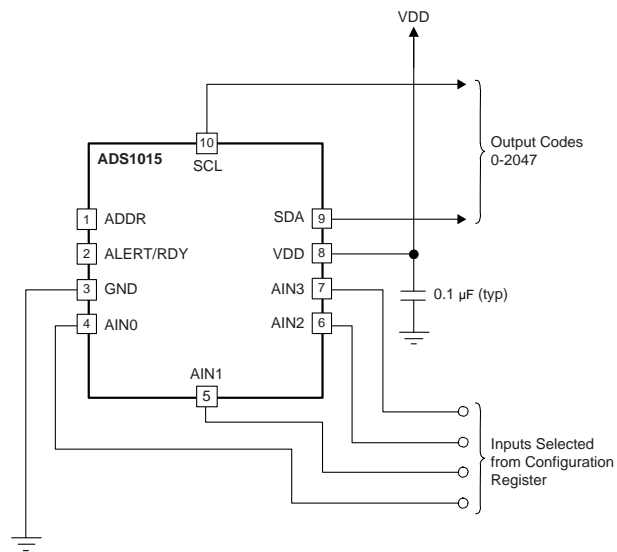 VDD
10
ADS1015
SCL
Output Codes
0-2047
1 ADDR
SDA 9
2 ALERT/RDY
VDD 8
3 GND
AIN3 7
0.1 µF (typ)
4 AIN0
AIN2 6
AIN1
5
Inputs Selected
from Configuration
Register